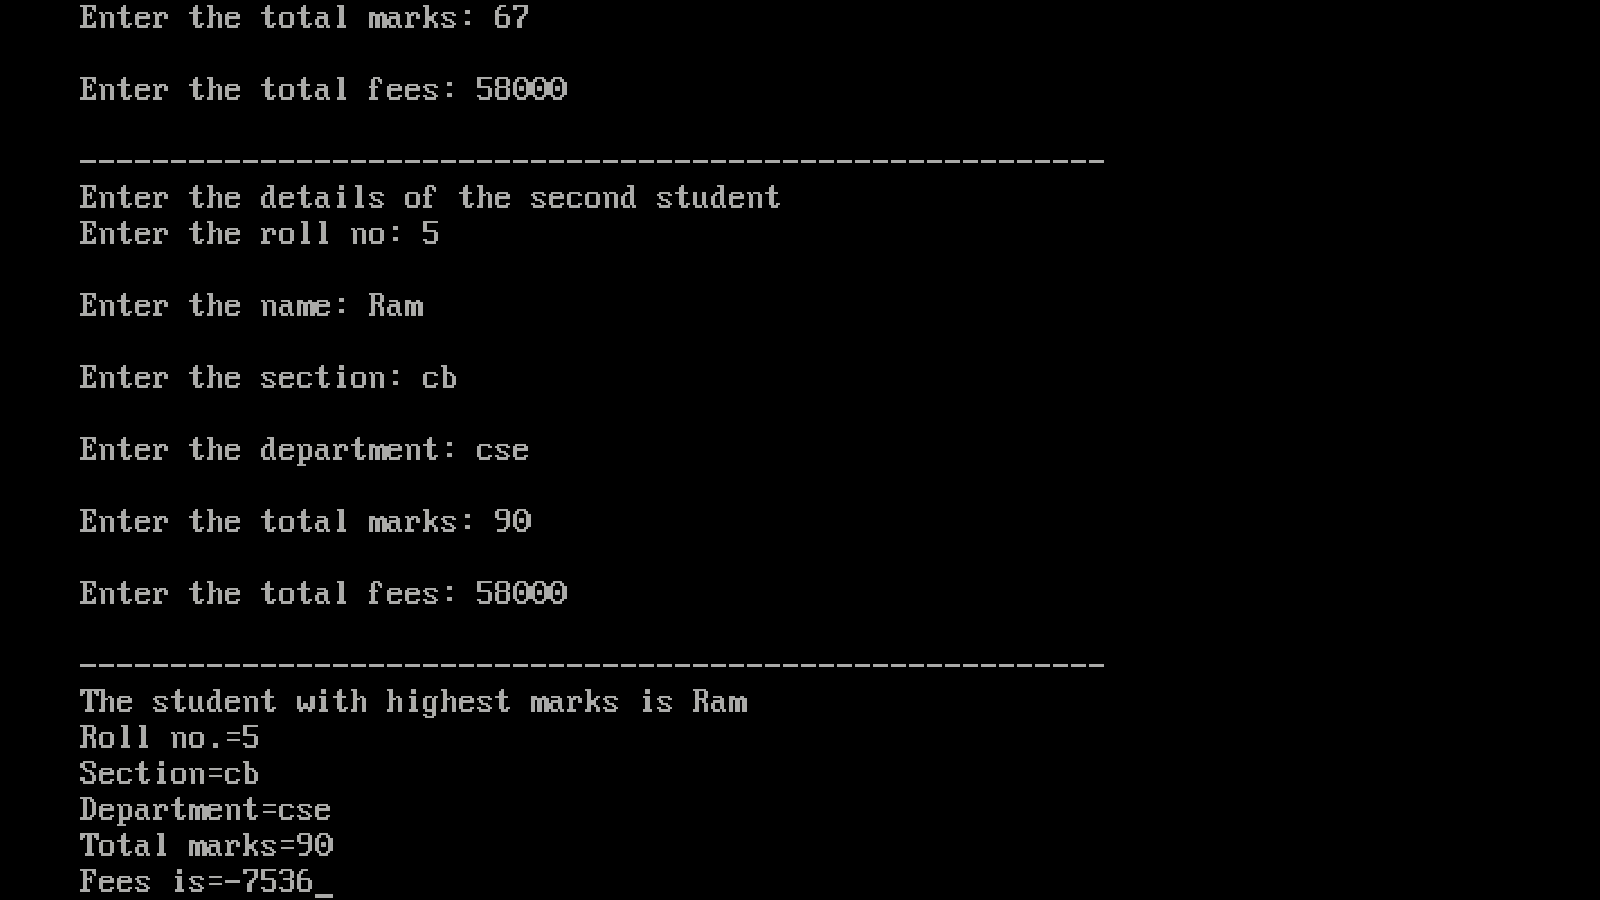 Enter the total marks: 67
Enter the total fees: 58000
---------------------------------------------------------
Enter the details of the second student
Enter the roll no: 5
Enter the name: Ram
Enter the section: cb
Enter the department: cse
Enter the total marks: 90
Enter the total fees: 58000
---------------------------------------------------------
The student with highest marks is Ram
Roll no.=5
Section=cb
Department=cse
Total marks=90
Fees is=-7536_